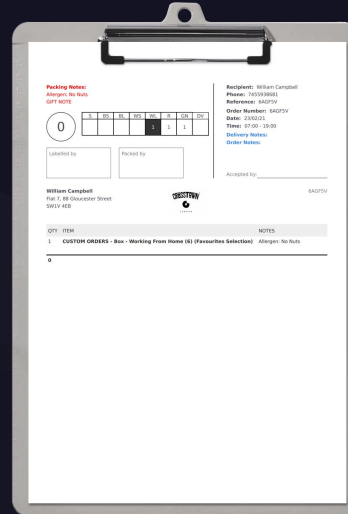 Packing Notes:
Allergen: No Nuts
GIFT NOTE
0
S BS BL WS WL R GN DV
1 1 1
Labelled by
Packed by
Recipient: William Campbell
Phone: 7455938681
Reference: 6AGF5V
Order Number: 6AGF5V
Date: 23/02/21
Time: 07:00 - 19:00
Delivery Notes:
Order Notes:
Accepted by:
William Campbell
Flat 7, 88 Gloucester Street
SW1V 4EB
CROSSTOWN
6AGF5V
QTY ITEM NOTES
1 CUSTOM ORDERS - Box - Working From Home (6) (Favourites Selection) Allergen: No Nuts
0